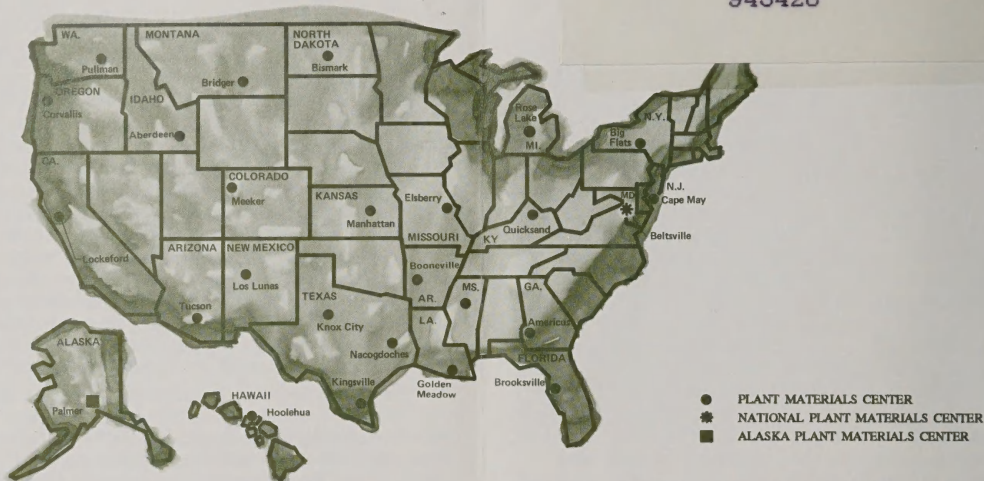 943420
WA.
Pullman
MONTANA
Bridger
NORTH
DAKOTA
Bismark
OREGON
Corvallis
IDAHO
Aberdeen
Rose
Lake
MI.
N.Y.
Big
Flats
CA.
COLORADO
Meeker
KANSAS
Manhattan
Elsberry
MISSOURI
KY
Quicksand
MD
N.J.
Cape May
Beltsville
Lockeford
ARIZONA
Tucson
NEW MEXICO
Los Lunas
TEXAS
Knox City
Nacogdoches
Kingsville
Booneville
AR.
LA.
Golden
Meadow
MS.
GA.
Americus
FLORIDA
Brooksville
ALASKA
Palmer
HAWAII
Hoolehua
PLANT MATERIALS CENTER
NATIONAL PLANT MATERIALS CENTER
ALASKA PLANT MATERIALS CENTER